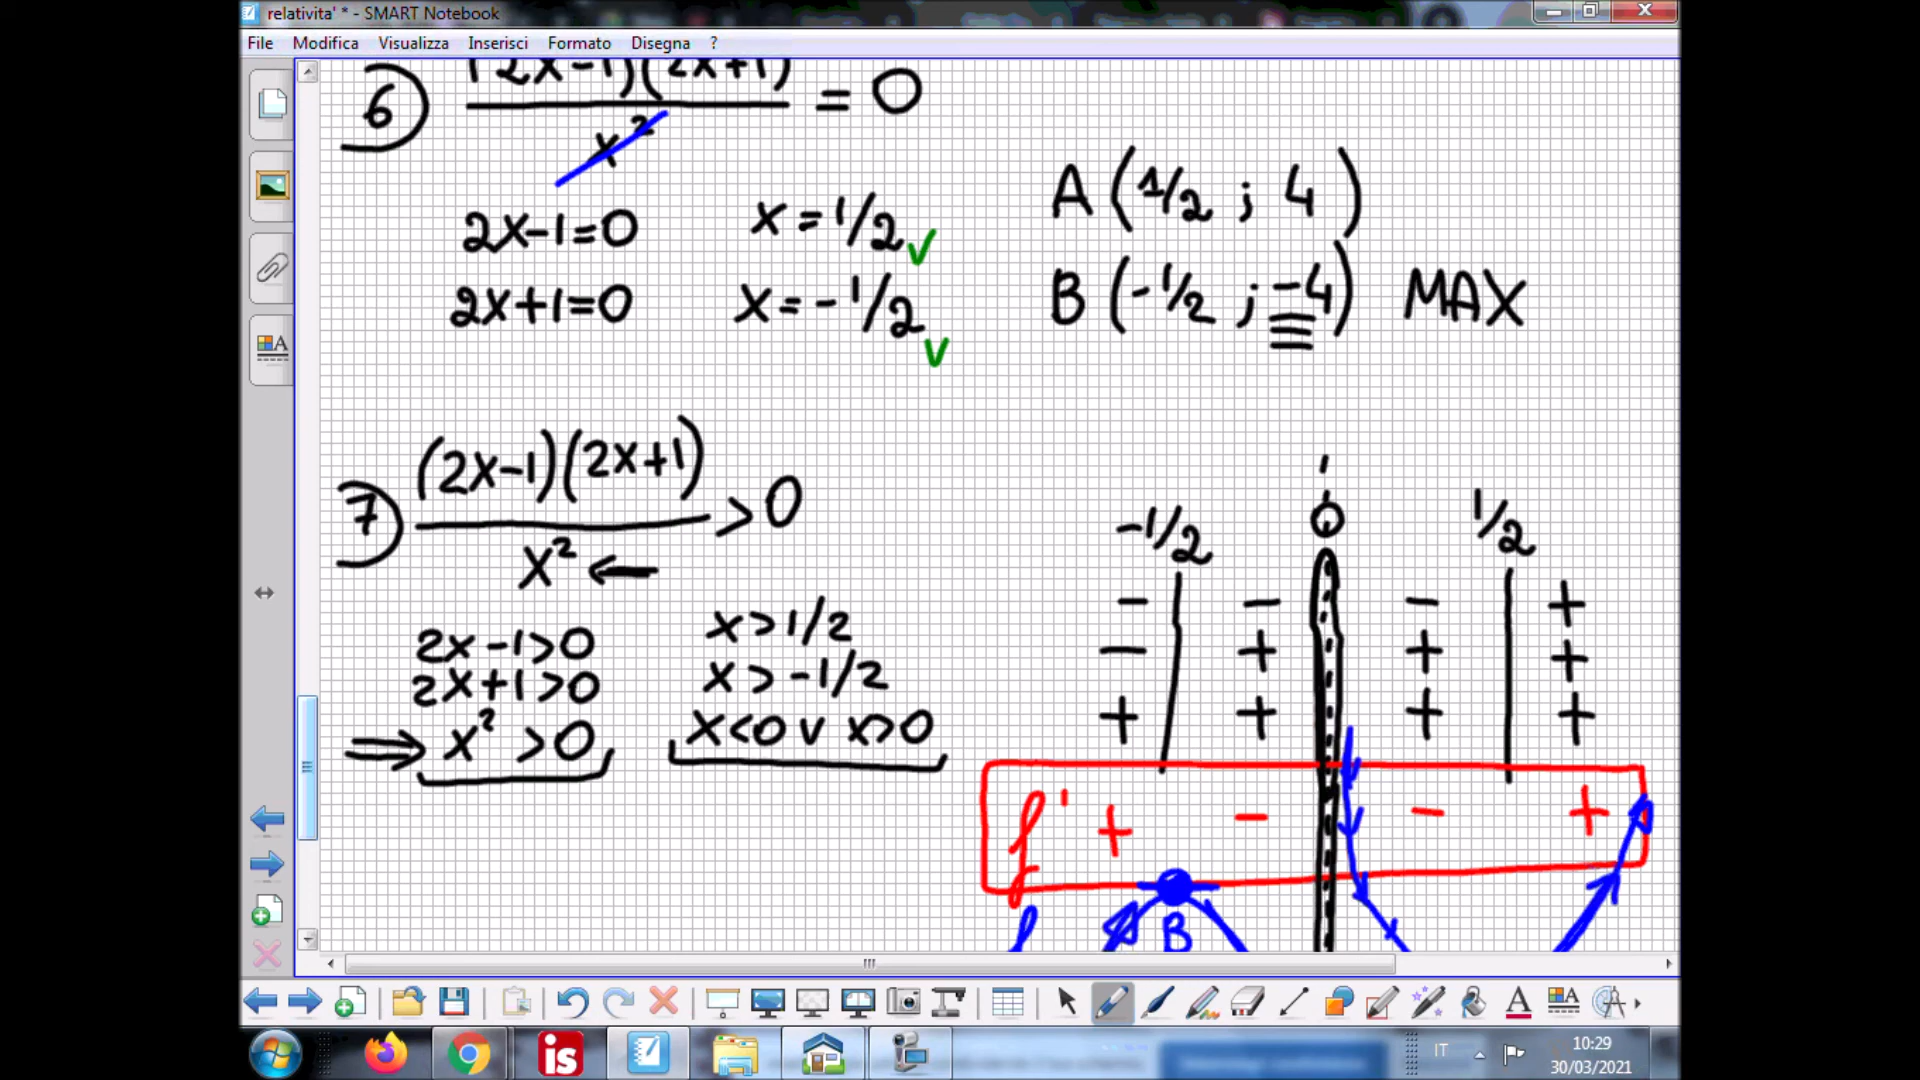 relativita' * - SMART Notebook
File Modifica Visualizza Inserisci Formato Disegna ?
6 (2x-1)(2x+1) = 0
x²
2x-1=0 x=1/2 v
2x+1=0 x=-1/2 v
A (1/2 ; 4)
B (-1/2 ; -4) MAX
7 (2x-1)(2x+1) > 0
x² ←
2x-1>0 x>1/2
2x+1>0 x>-1/2
⇒ x²>0 x<0 v x>0
-1/2 0 1/2
- - - +
- + + +
+ + + +
f' + - - +
f B
is
A
IT
10:29
30/03/2021